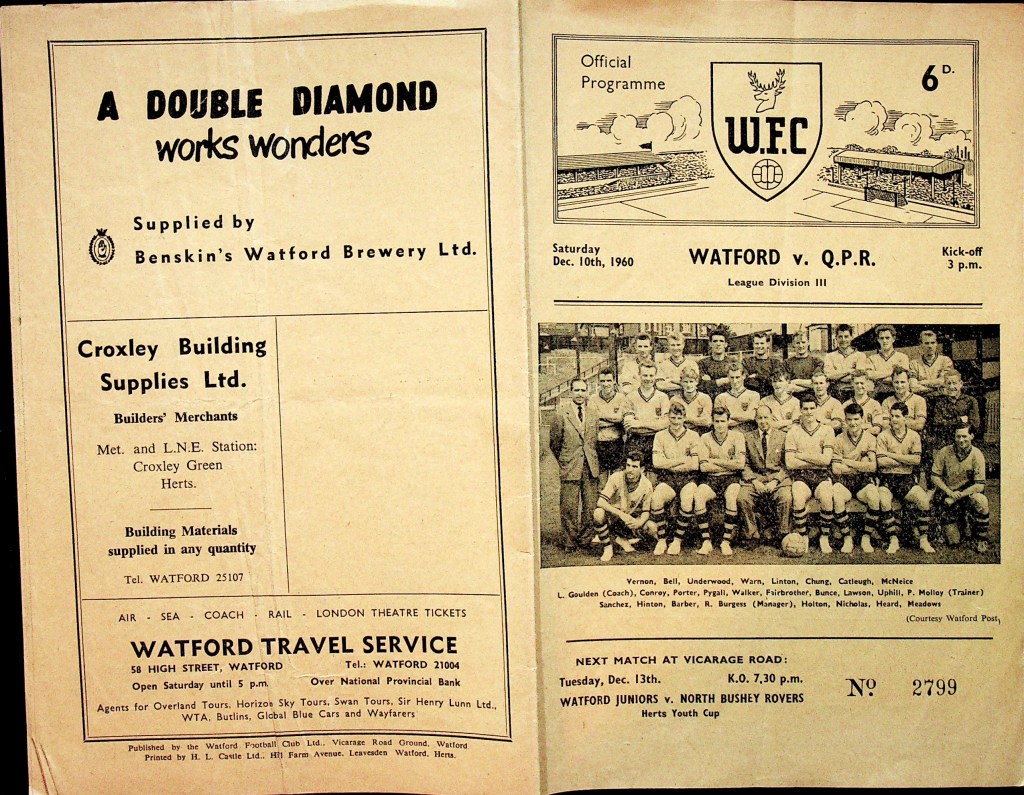 A DOUBLE DIAMOND
works wonders
Supplied by
Benskin's Watford Brewery Ltd.
Croxley Building
Supplies Ltd.
Builders' Merchants
Met. and L.N.E. Station:
Croxley Green
Herts.
Building Materials
supplied in any quantity
Tel. WATFORD 25107
AIR - SEA - COACH - RAIL - LONDON THEATRE TICKETS
WATFORD TRAVEL SERVICE
58 HIGH STREET, WATFORD Tel.: WATFORD 21004
Open Saturday until 5 p.m. Over National Provincial Bank
Agents for Overland Tours, Horizon Sky Tours, Swan Tours, Sir Henry Lunn Ltd.,
WTA, Butlins, Global Blue Cars and Wayfarers
Published by the Watford Football Club Ltd., Vicarage Road Ground, Watford
Printed by H. L. Castle Ltd., Hill Farm Avenue, Leavesden Watford, Herts.
Official
Programme
6D.
W.F.C
Saturday
Dec. 10th, 1960
WATFORD v. Q.P.R.
Kick-off
3 p.m.
League Division III
Vernon, Bell, Underwood, Warn, Linton, Chung, Catleugh, McNeice
L. Goulden (Coach), Conroy, Porter, Pygall, Walker, Fairbrother, Bunce, Lawson, Uphill, P. Molloy (Trainer)
Sanchez, Hinton, Barber, R. Burgess (Manager), Holton, Nicholas, Heard, Meadows
(Courtesy Watford Post)
NEXT MATCH AT VICARAGE ROAD:
Tuesday, Dec. 13th. K.O. 7,30 p.m.
WATFORD JUNIORS v. NORTH BUSHEY ROVERS
Herts Youth Cup
No 2799